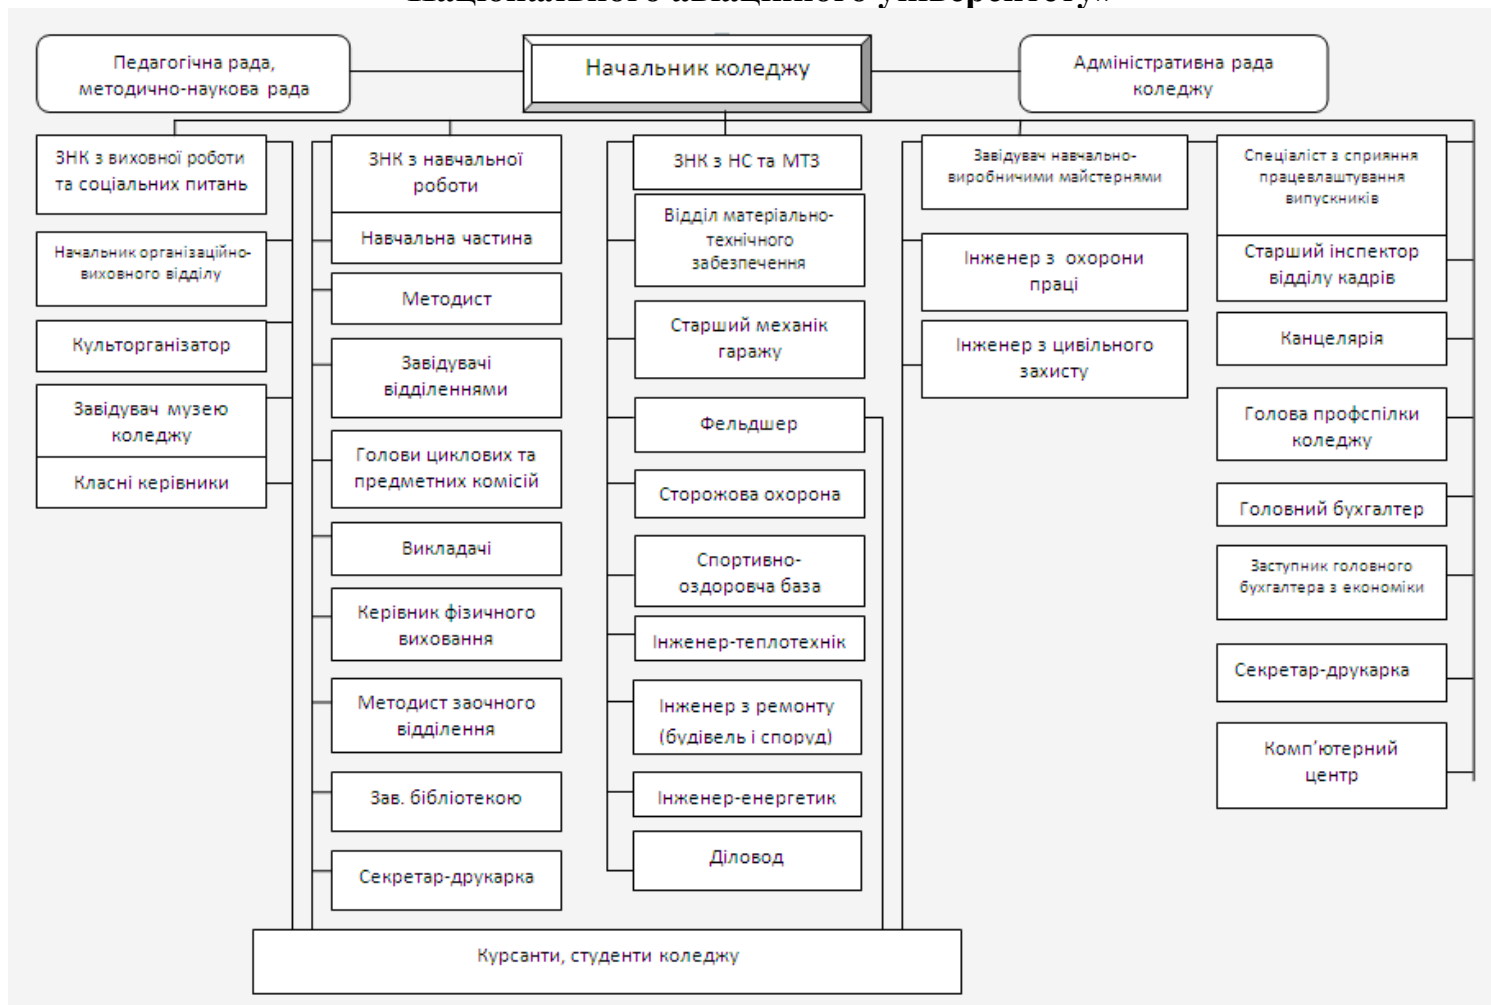 Національного авіаційного університету»
Педагогічна рада,
методично-наукова рада
Начальник коледжу
Адміністративна рада
коледжу
ЗНК з виховної роботи
та соціальних питань
Начальник організаційно-
виховного відділу
Культорганізатор
Завідувач музею
коледжу
Класні керівники
ЗНК з навчальної
роботи
Навчальна частина
Методист
Завідувачі
відділеннями
Голови циклових та
предметних комісій
Викладачі
Керівник фізичного
виховання
Методист заочного
відділення
Зав. бібліотекою
Секретар-друкарка
ЗНК з НС та МТЗ
Відділ матеріально-
технічного
забезпечення
Старший механік
гаражу
Фельдшер
Сторожова охорона
Спортивно-
оздоровча база
Інженер-теплотехнік
Інженер з ремонту
(будівель і споруд)
Інженер-енергетик
Діловод
Завідувач навчально-
виробничими майстернями
Інженер з охорони
праці
Інженер з цивільного
захисту
Спеціаліст з сприяння
працевлаштування
випускників
Старший інспектор
відділу кадрів
Канцелярія
Голова профспілки
коледжу
Головний бухгалтер
Заступник головного
бухгалтера з економіки
Секретар-друкарка
Комп’ютерний
центр
Курсанти, студенти коледжу